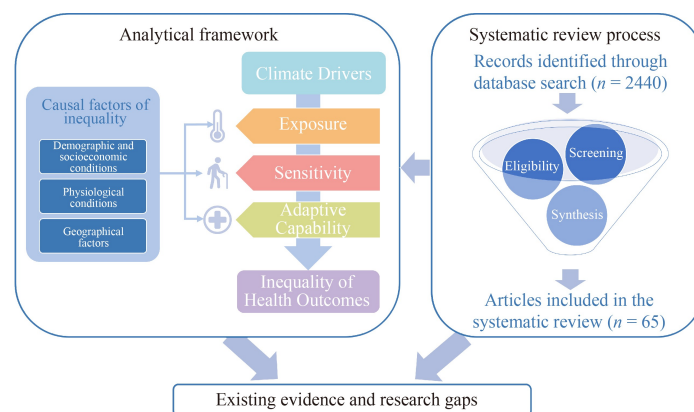 Analytical framework
Climate Drivers
Causal factors of
inequality
Demographic and
socioeconomic
conditions
Physiological
conditions
Geographical
factors
Exposure
Sensitivity
Adaptive
Capability
Inequality of
Health Outcomes
Systematic review process
Records identified through
database search (n = 2440)
Eligibility
Screening
Synthesis
Articles included in the
systematic review (n = 65)
Existing evidence and research gaps